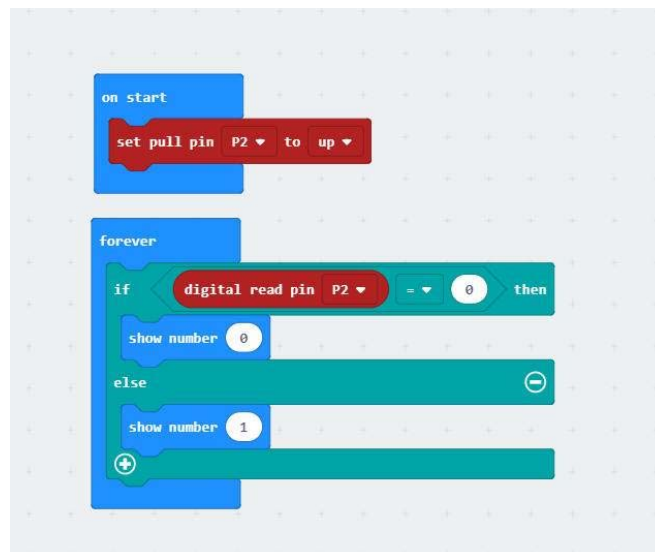 on start
set pull pin P2 to up
forever
if digital read pin P2 = 0 then
show number 0
else
show number 1